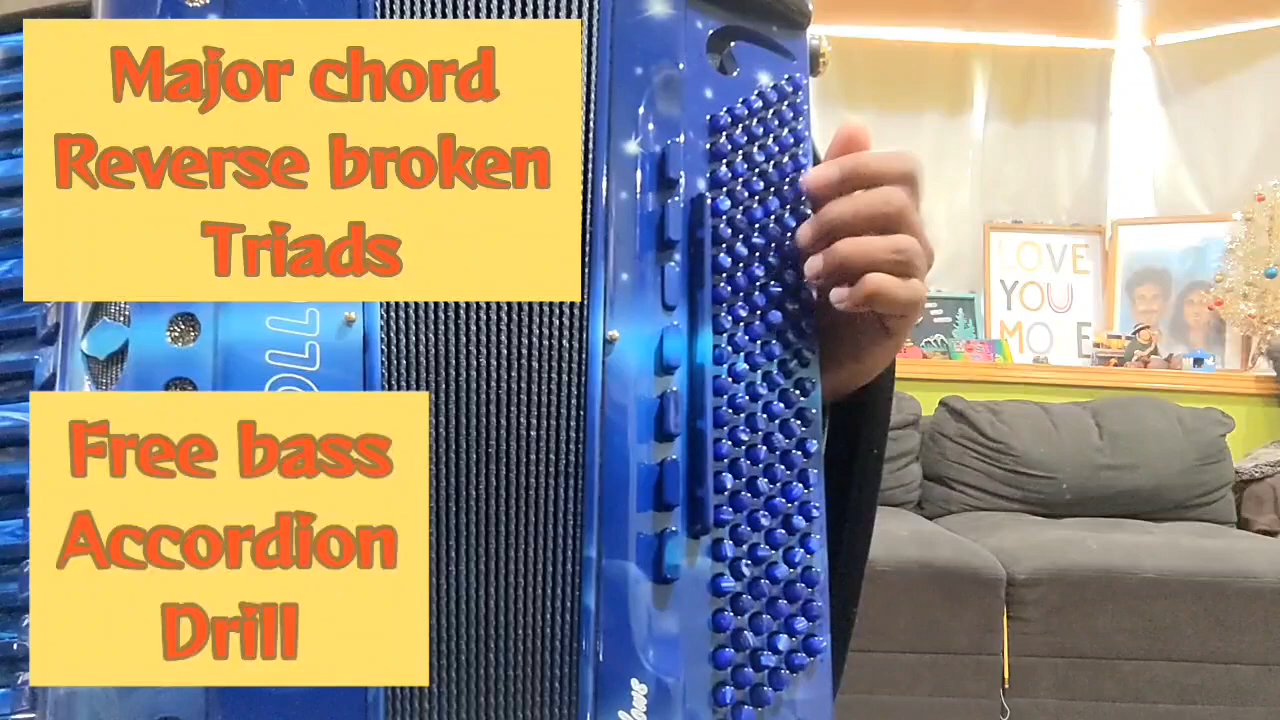 Major chord
Reverse broken
Triads
Free bass
Accordion
Drill
LOVE
YOU
MO E